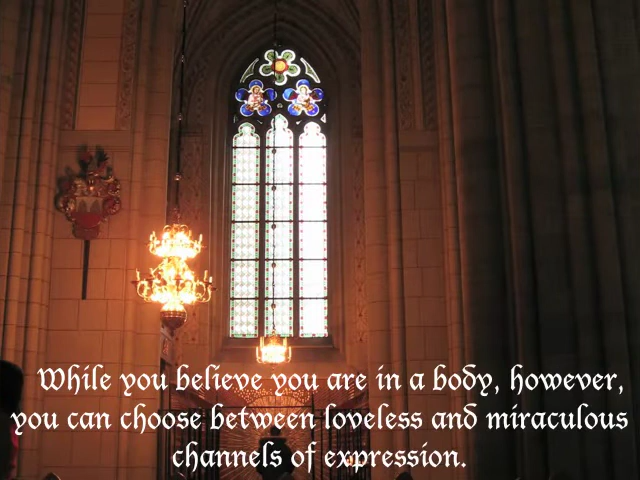 While you believe you are in a body, however,
you can choose between loveless and miraculous
channels of expression.